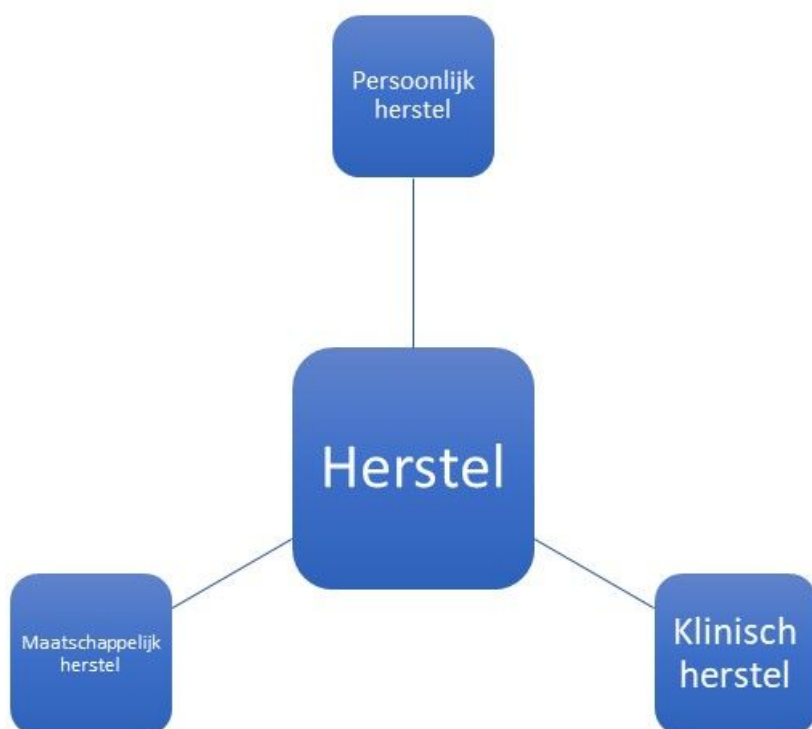 Persoonlijk
herstel
Herstel
Maatschappelijk
herstel
Klinisch
herstel